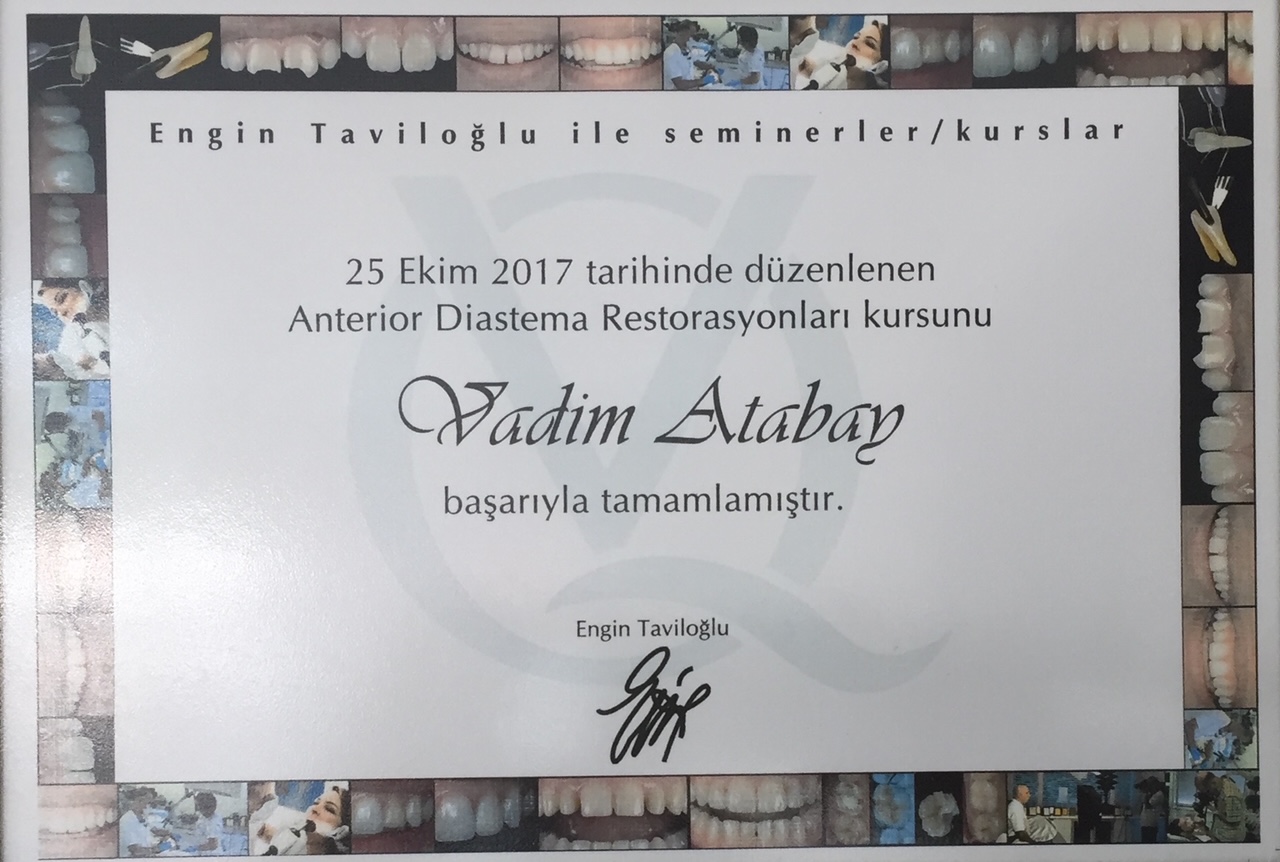 Engin Taviloğlu ile seminerler/kurslar
25 Ekim 2017 tarihinde düzenlenen
Anterior Diastema Restorasyonları kursunu
Vadim Atabay
başarıyla tamamlamıştır.
Engin Taviloğlu